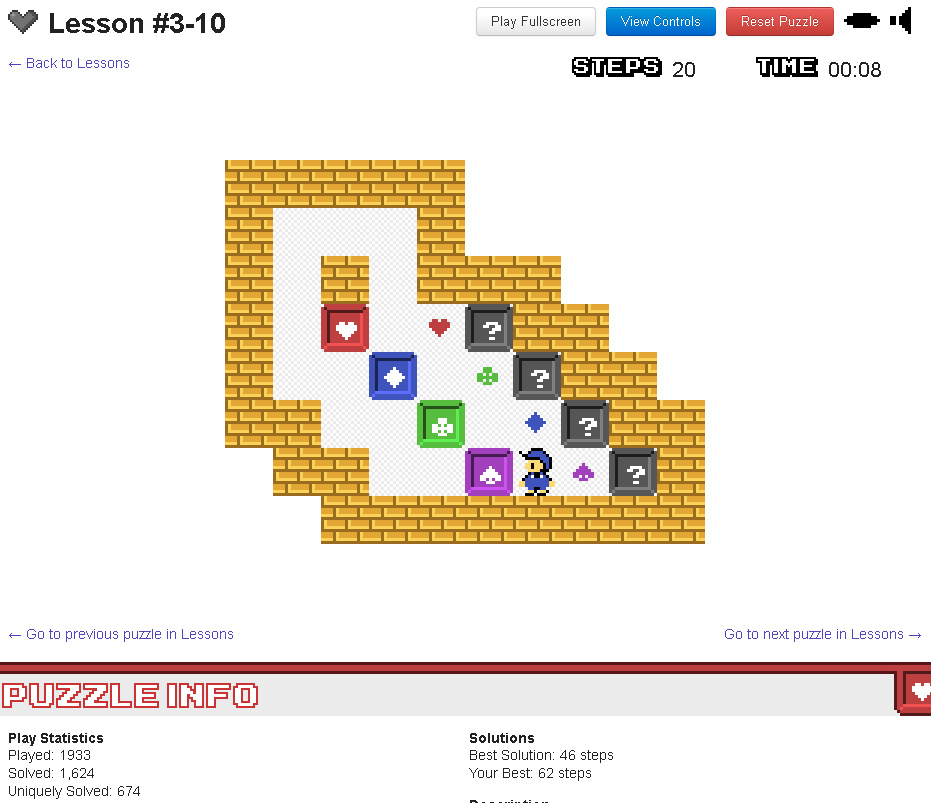 Lesson #3-10
Play Fullscreen
View Controls
Reset Puzzle
← Back to Lessons
STEPS 20
TIME 00:08
?
?
?
?
← Go to previous puzzle in Lessons
Go to next puzzle in Lessons →
PUZZLE INFO
Play Statistics
Played: 1933
Solved: 1,624
Uniquely Solved: 674
Solutions
Best Solution: 46 steps
Your Best: 62 steps